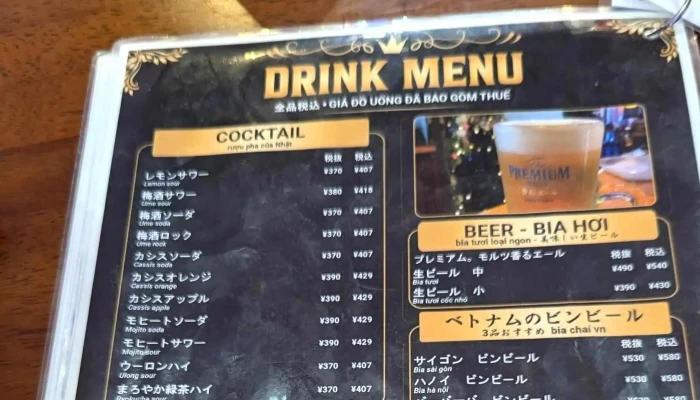 DRINK MENU
全品税込・GIÁ ĐỒ UỐNG ĐÃ BAO GỒM THUẾ
COCKTAIL
rượu pha của Nhật
税抜 税込
レモンサワー ¥370 ¥407
Lemon sour
梅酒サワー ¥380 ¥418
Ume sour
梅酒ソーダ ¥370 ¥407
Ume soda
梅酒ロック ¥370 ¥407
Ume rock
カシスソーダ ¥370 ¥407
Cassis soda
カシスオレンジ ¥390 ¥429
Cassis orange
カシスアップル ¥390 ¥429
Cassis apple
モヒートソーダ ¥390 ¥429
Mojito soda
モヒートサワー ¥390 ¥429
Mojito sour
ウーロンハイ ¥370 ¥407
Ulong sour
まろやか緑茶ハイ ¥370 ¥407
The PREMIUM
BEER - BIA HƠI
bia tươi loại ngon - 美味しい生ビール
税抜 税込
プレミアム。モルツ香るエール
生ビール 中 ¥490 ¥540
Bia tươi
生ビール 小 ¥390 ¥430
Bia tươi cốc nhỏ
ベトナムのビンビール
3品おすすめ bia chai vn
税抜 税込
サイゴン ビンビール ¥530 ¥580
Bia sài gòn
ハノイ ビンビール ¥530 ¥580
Bia hà nội
ビンビール ¥530 ¥580